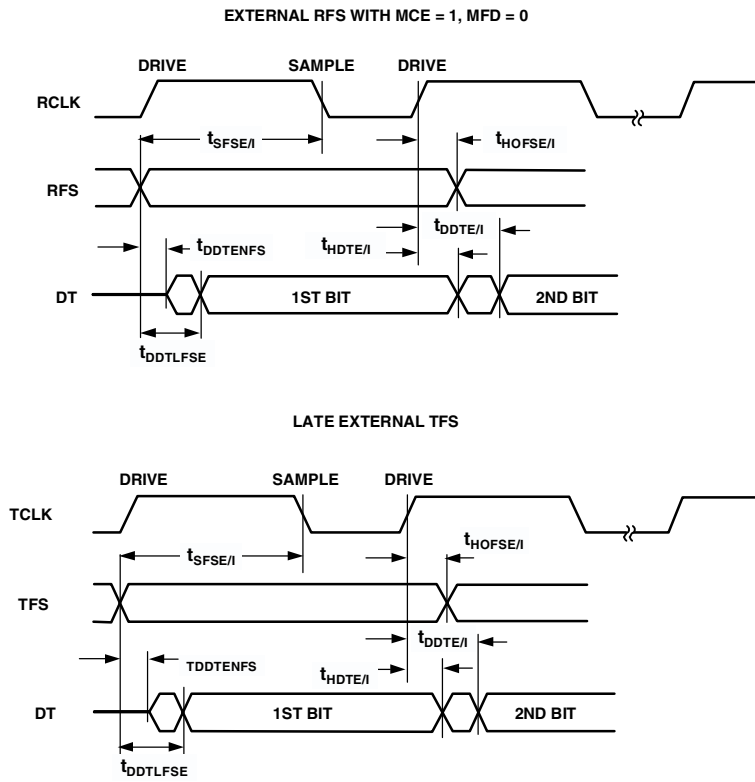 EXTERNAL RFS WITH MCE = 1, MFD = 0
DRIVE SAMPLE DRIVE
RCLK
tSFSE/I tHOFSE/I
RFS
tDDTE/I
tDDTENFS tHDTE/I
DT 1ST BIT 2ND BIT
tDDTLFSE
LATE EXTERNAL TFS
DRIVE SAMPLE DRIVE
TCLK
tSFSE/I tHOFSE/I
TFS
tDDTE/I
TDDTENFS tHDTE/I
DT 1ST BIT 2ND BIT
tDDTLFSE